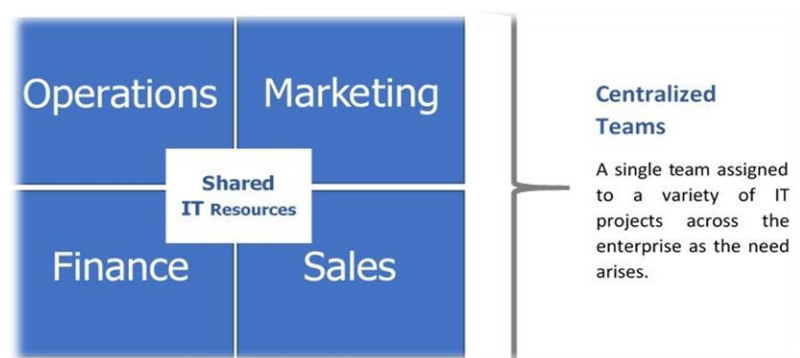 Operations
Marketing
Shared
IT Resources
Finance
Sales
Centralized
Teams
A single team assigned
to a variety of IT
projects across the
enterprise as the need
arises.